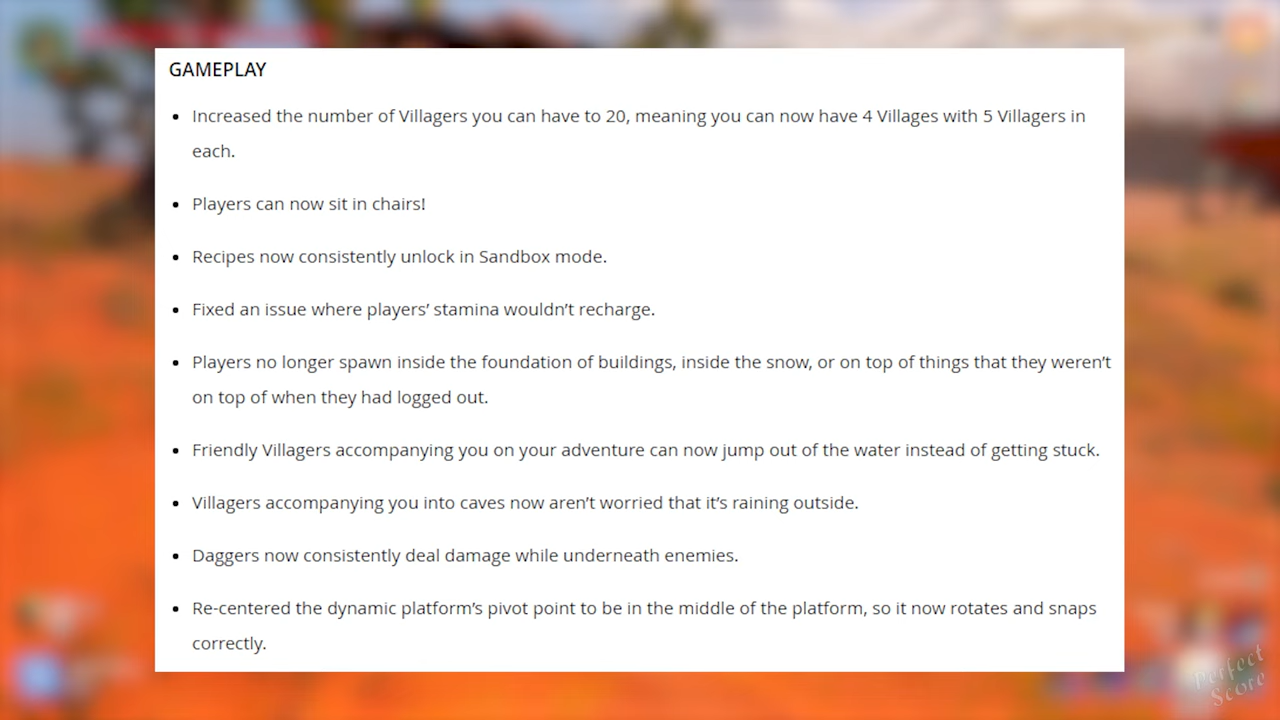 GAMEPLAY
• Increased the number of Villagers you can have to 20, meaning you can now have 4 Villages with 5 Villagers in
each.
• Players can now sit in chairs!
• Recipes now consistently unlock in Sandbox mode.
• Fixed an issue where players’ stamina wouldn’t recharge.
• Players no longer spawn inside the foundation of buildings, inside the snow, or on top of things that they weren’t
on top of when they had logged out.
• Friendly Villagers accompanying you on your adventure can now jump out of the water instead of getting stuck.
• Villagers accompanying you into caves now aren’t worried that it’s raining outside.
• Daggers now consistently deal damage while underneath enemies.
• Re-centered the dynamic platform’s pivot point to be in the middle of the platform, so it now rotates and snaps
correctly.
Perfect
Score